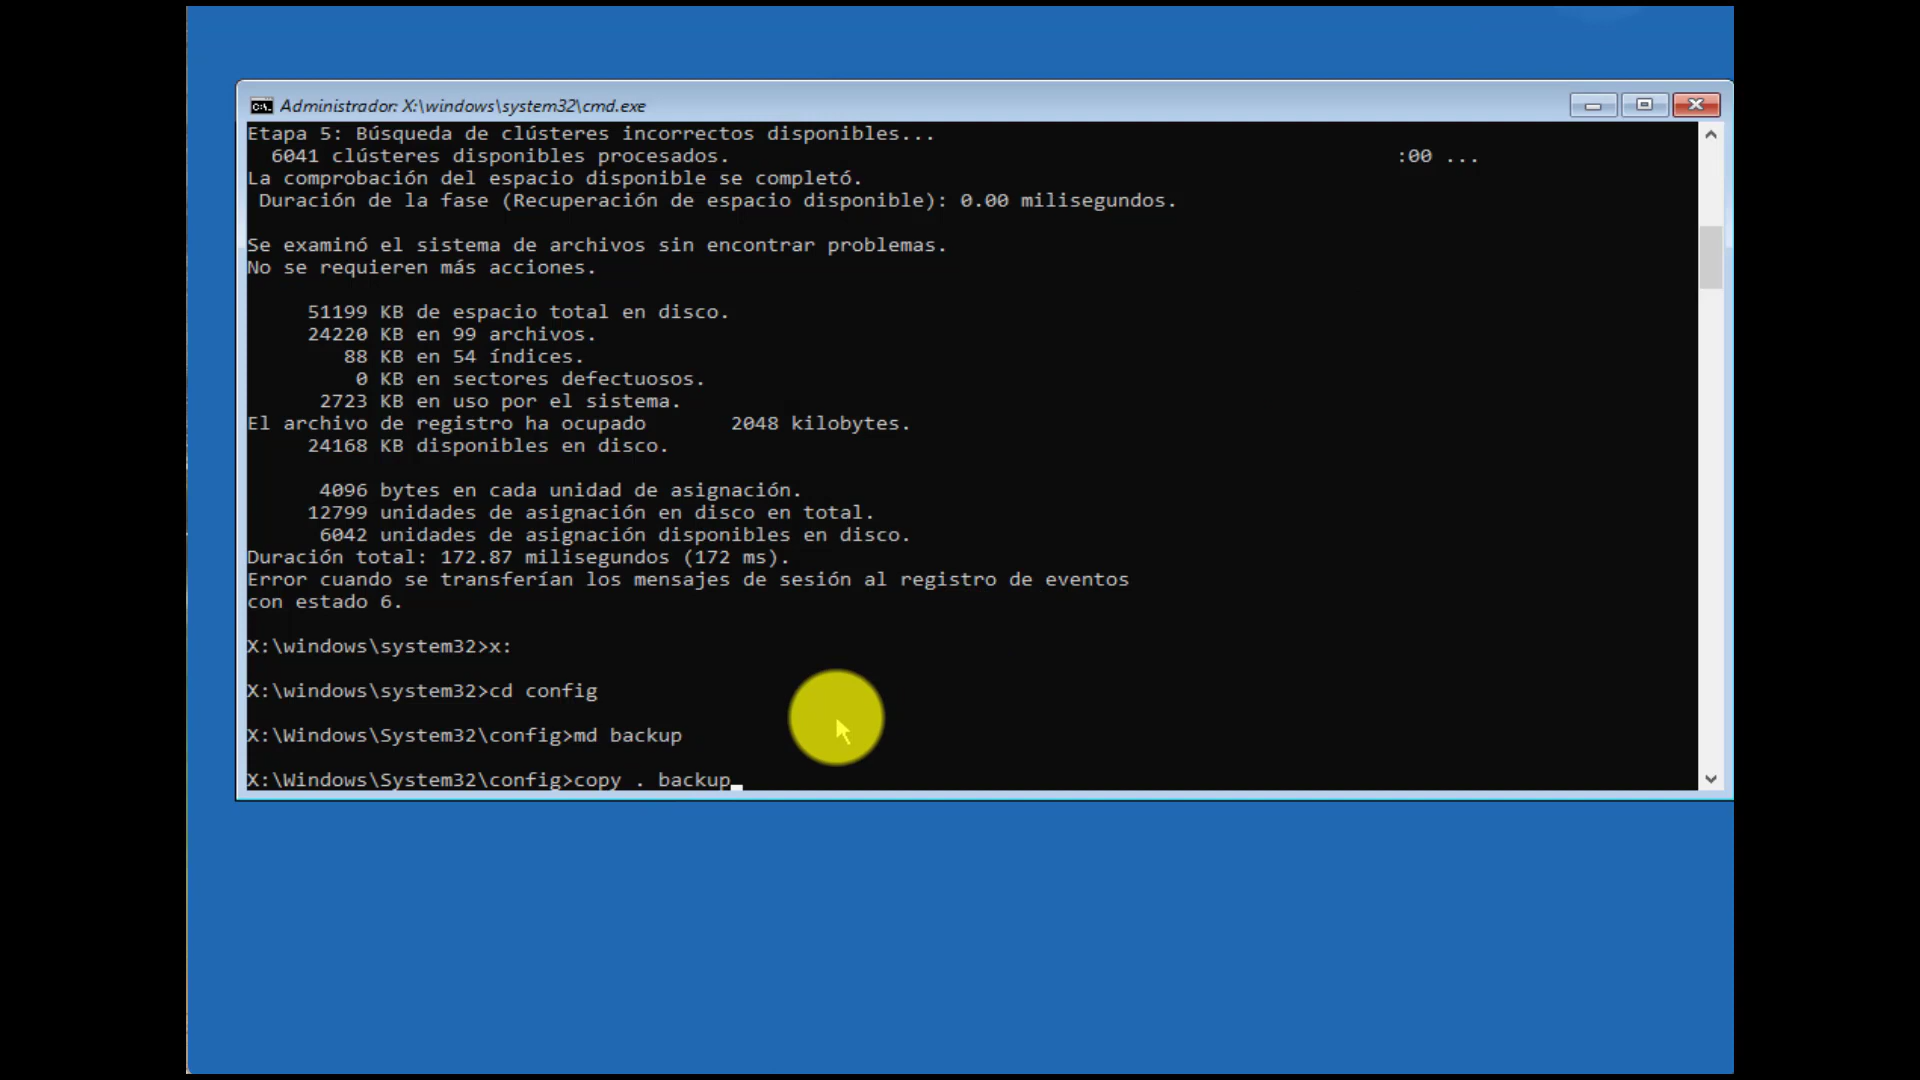 Administrador: X:\windows\system32\cmd.exe
Etapa 5: Búsqueda de clústeres incorrectos disponibles...
6041 clústeres disponibles procesados. :00 ...
La comprobación del espacio disponible se completó.
Duración de la fase (Recuperación de espacio disponible): 0.00 milisegundos.
Se examinó el sistema de archivos sin encontrar problemas.
No se requieren más acciones.
51199 KB de espacio total en disco.
24220 KB en 99 archivos.
88 KB en 54 índices.
0 KB en sectores defectuosos.
2723 KB en uso por el sistema.
El archivo de registro ha ocupado 2048 kilobytes.
24168 KB disponibles en disco.
4096 bytes en cada unidad de asignación.
12799 unidades de asignación en disco en total.
6042 unidades de asignación disponibles en disco.
Duración total: 172.87 milisegundos (172 ms).
Error cuando se transferían los mensajes de sesión al registro de eventos
con estado 6.
X:\windows\system32>x:
X:\windows\system32>cd config
X:\Windows\System32\config>md backup
X:\Windows\System32\config>copy . backup